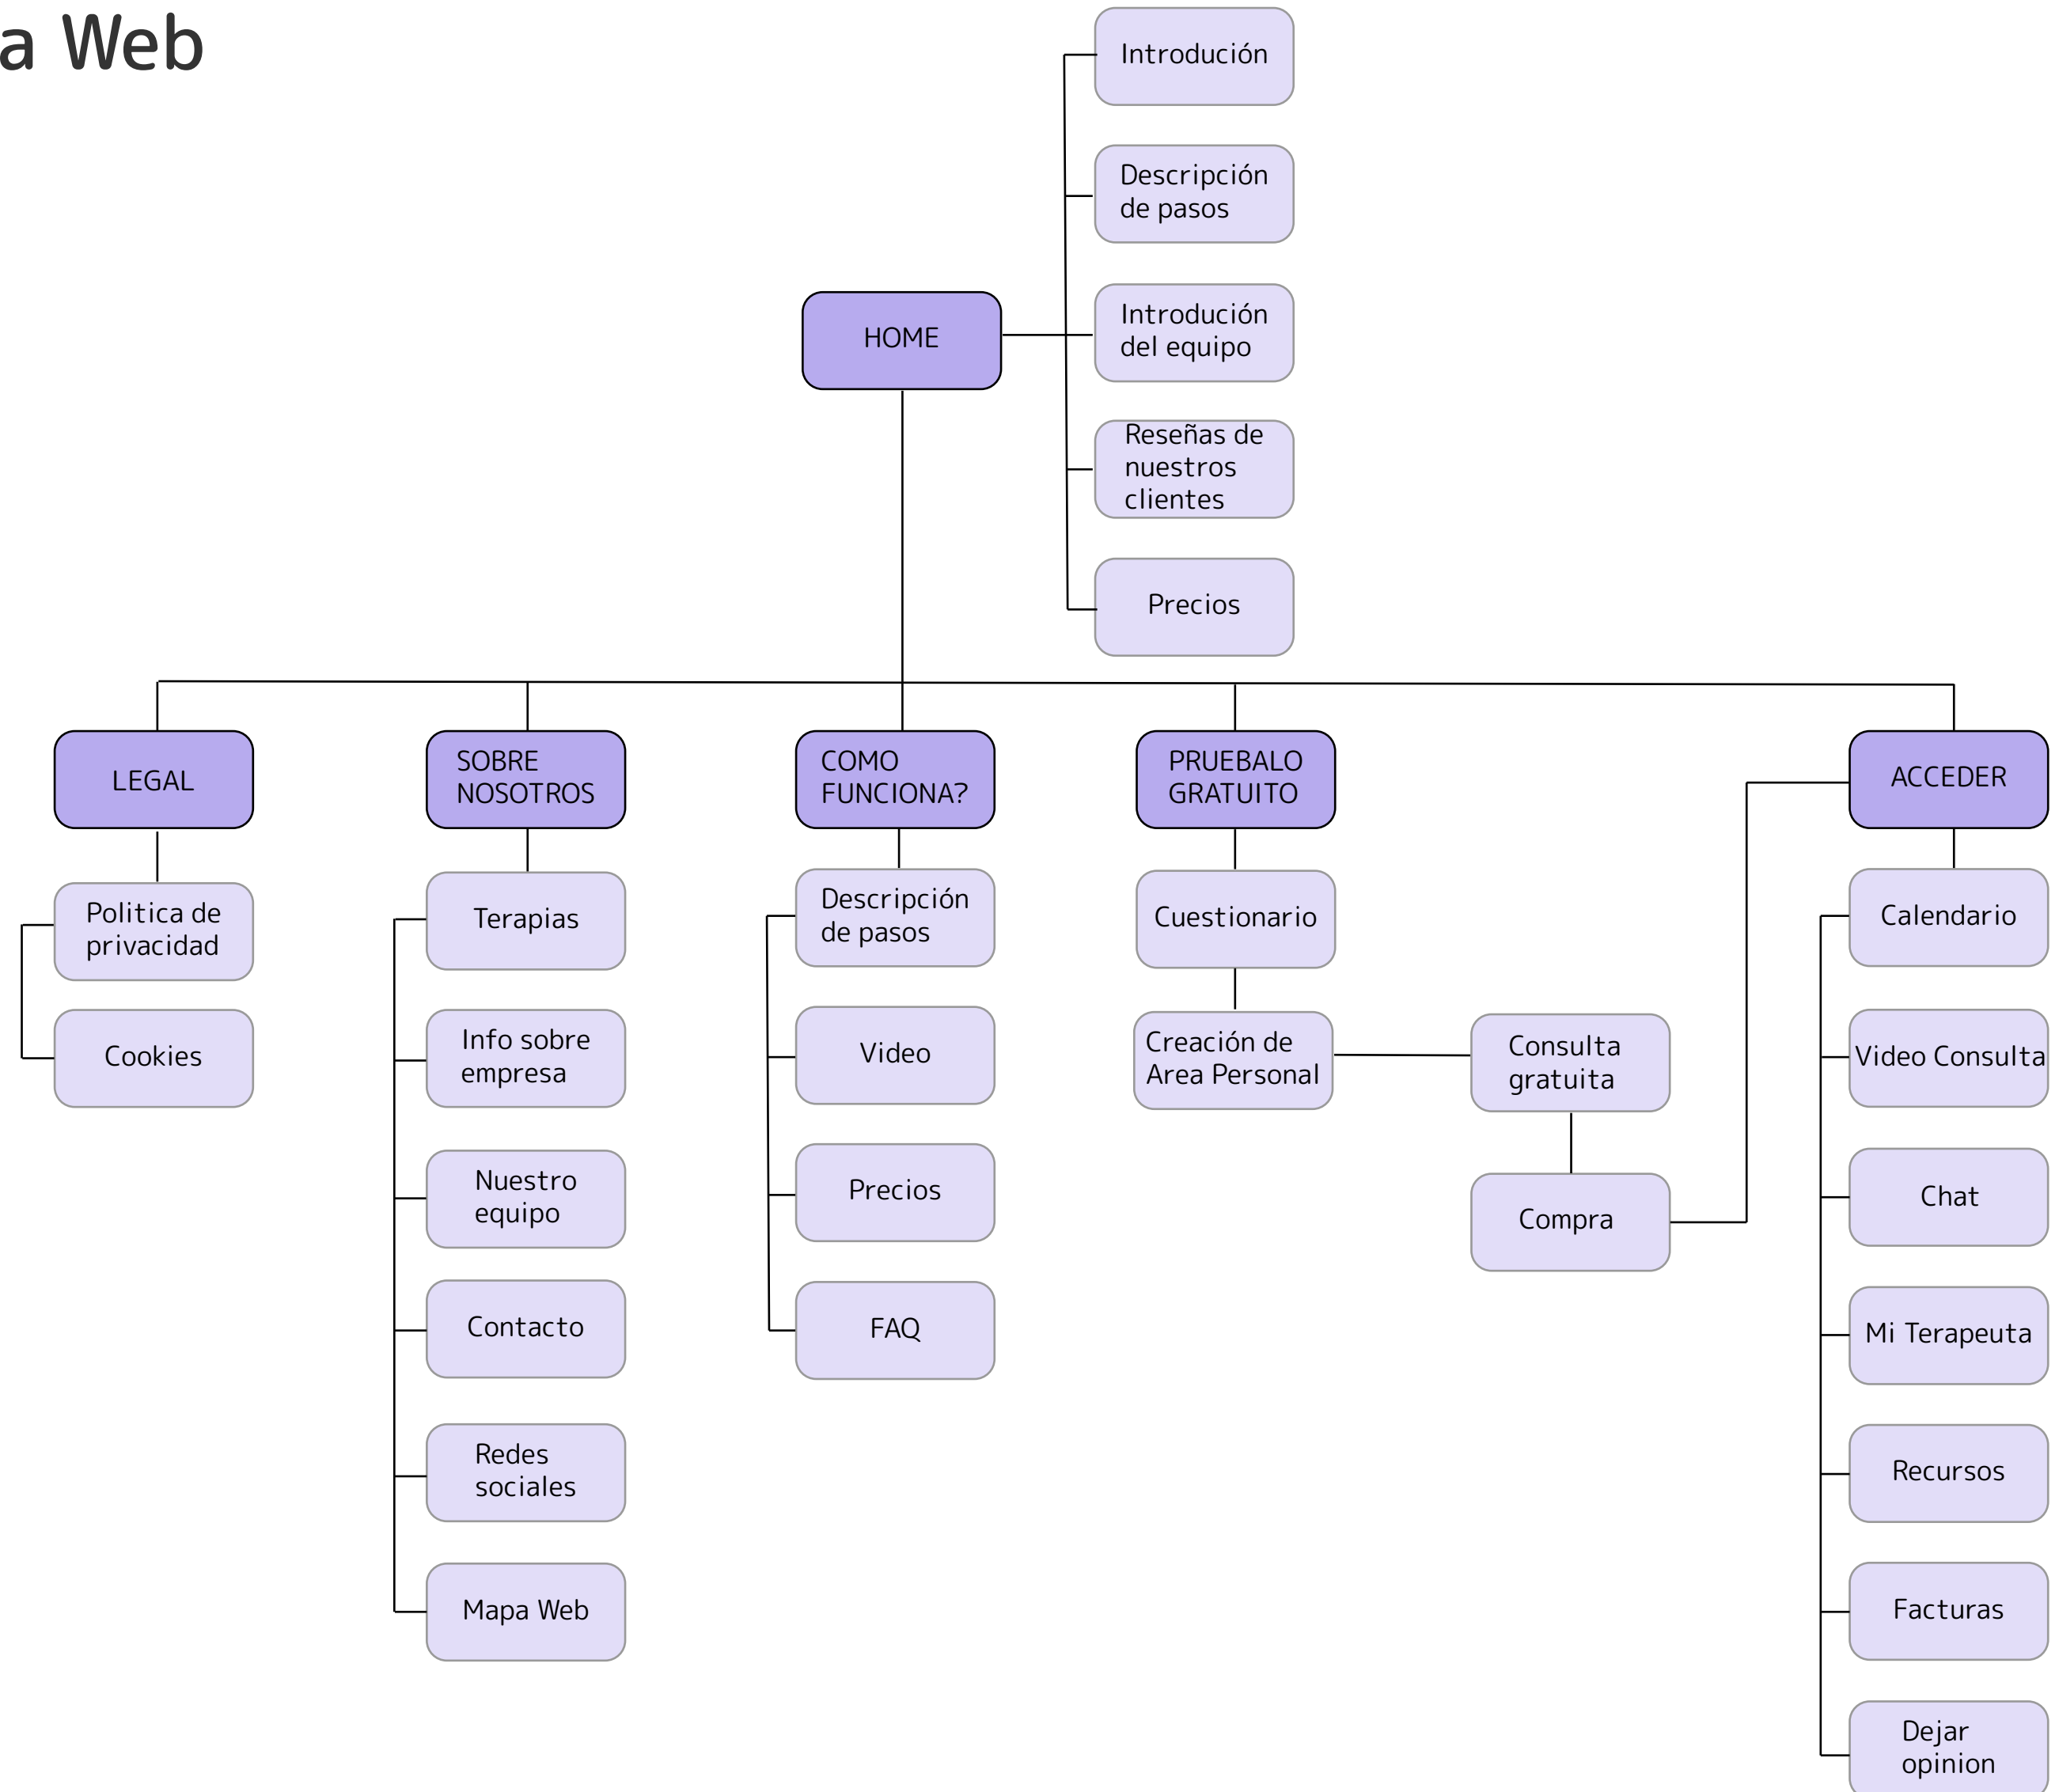 a Web
Introdución
Descripción
de pasos
HOME
Introdución
del equipo
Reseñas de
nuestros
clientes
Precios
LEGAL
Politica de
privacidad
Cookies
SOBRE
NOSOTROS
Terapias
Info sobre
empresa
Nuestro
equipo
Contacto
Redes
sociales
Mapa Web
COMO
FUNCIONA?
Descripción
de pasos
Video
Precios
FAQ
PRUEBALO
GRATUITO
Cuestionario
Creación de
Area Personal
Consulta
gratuita
Compra
ACCEDER
Calendario
Video Consulta
Chat
Mi Terapeuta
Recursos
Facturas
Dejar
opinion